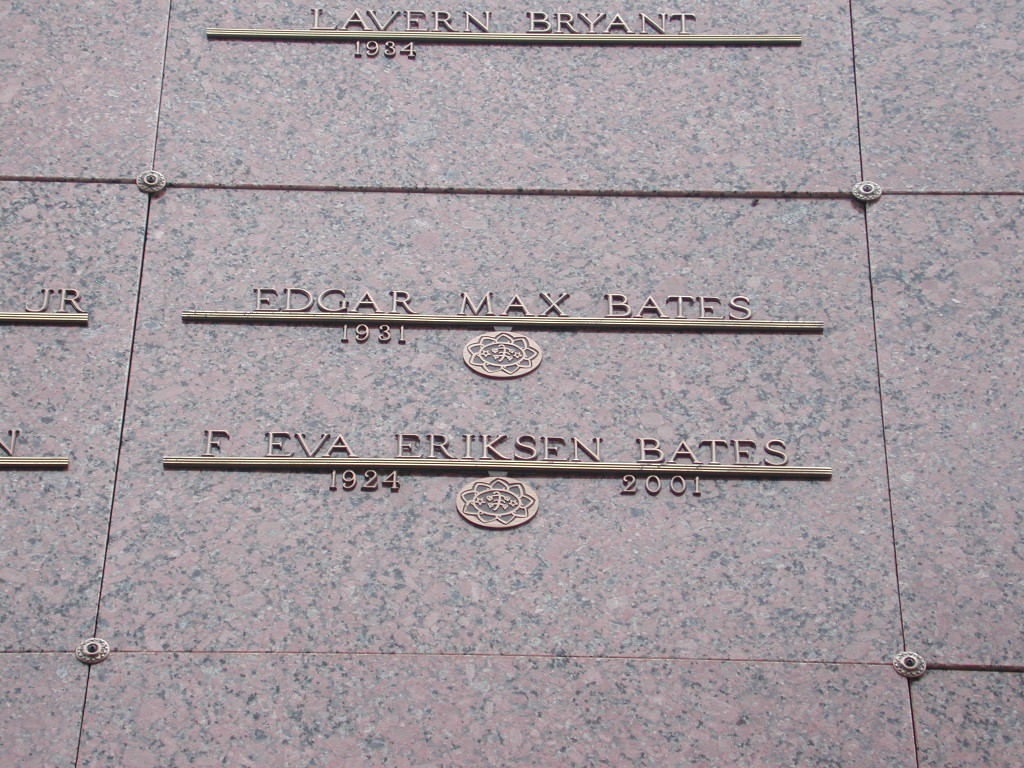 LAVERN BRYANT
1934
JR
EDGAR MAX BATES
1931
N
F EVA ERIKSEN BATES
1924 2001